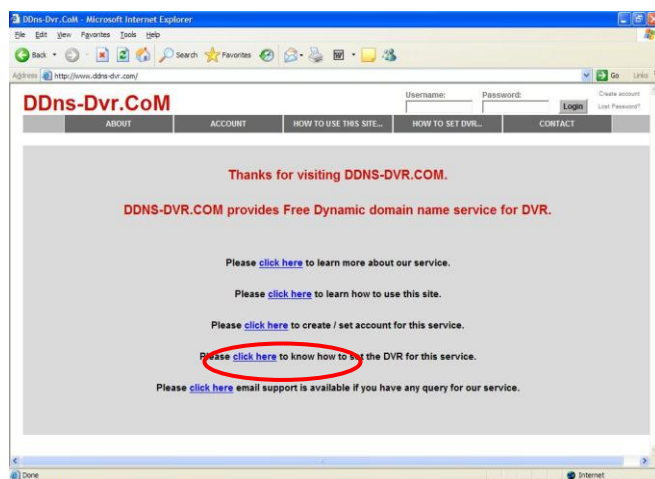 DDns-Dvr.CoM - Microsoft Internet Explorer
File Edit View Favorites Tools Help
Back Search Favorites
Address http://www.ddns-dvr.com/ Go Links
DDns-Dvr.CoM
Username: Password: Create account
Login Lost Password?
ABOUT ACCOUNT HOW TO USE THIS SITE... HOW TO SET DVR... CONTACT
Thanks for visiting DDNS-DVR.COM.
DDNS-DVR.COM provides Free Dynamic domain name service for DVR.
Please click here to learn more about our service.
Please click here to learn how to use this site.
Please click here to create / set account for this service.
Please click here to know how to set the DVR for this service.
Please click here email support is available if you have any query for our service.
Done Internet